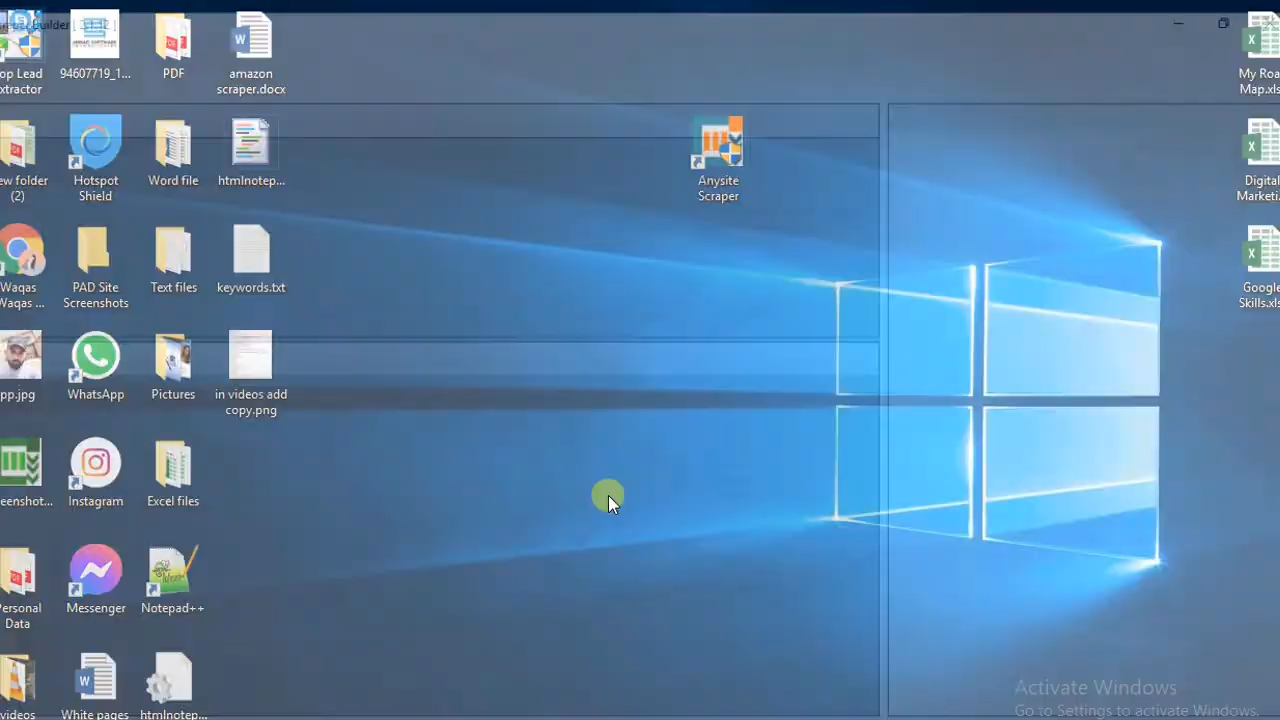 op Lead
xtractor
94607719_1...
PDF
amazon
scraper.docx
My Roa
Map.xls
ew folder
(2)
Hotspot
Shield
Word file
htmlnotep...
Anysite
Scraper
Digital
Marketi...
Waqas
Waqas ...
PAD Site
Screenshots
Text files
keywords.txt
Google
Skills.xls
pp.jpg
WhatsApp
Pictures
in videos add
copy.png
eenshot...
Instagram
Excel files
Personal
Data
Messenger
Notepad++
videos
White pages
htmlnotep...
Activate Windows
Go to Settings to activate Windows.